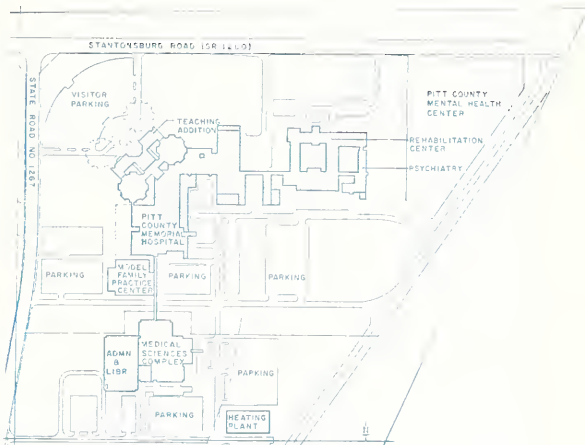 STANTONSBURG ROAD (SR 1200)
STATE ROAD NO 1267
VISITOR
PARKING
TEACHING
ADDITION
PITT COUNTY
MENTAL HEALTH
CENTER
REHABILITATION
CENTER
PSYCHIATRY
PITT
COUNTY
MEMORIAL
HOSPITAL
PARKING
MODEL
FAMILY
PRACTICE
CENTER
PARKING
PARKING
ADMN
&
LIBR
MEDICAL
SCIENCES
COMPLEX
PARKING
PARKING
HEATING
PLANT